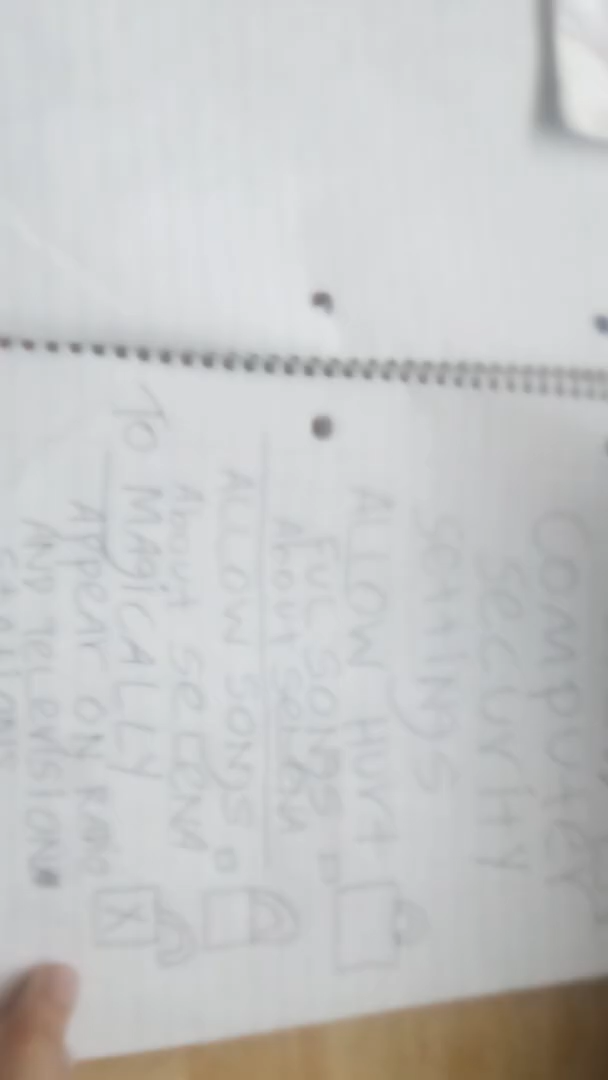 COMPUTER
SECURITY
SettiNGS
ALLOW HURt
FUL SONGS
About SELENA
ALLOW SONGS
About SELENA
To MAGICALLY
APPEAR ON RADIO
AND TELEVISION
StAtIONS
X